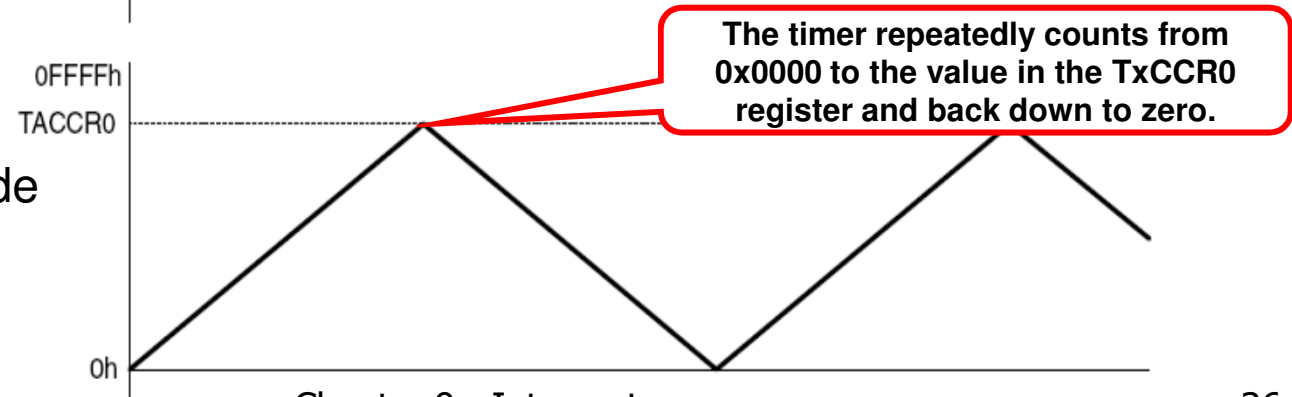 The timer repeatedly counts from
0x0000 to the value in the TxCCR0
register and back down to zero.
0FFFFh
TACCR0
0h